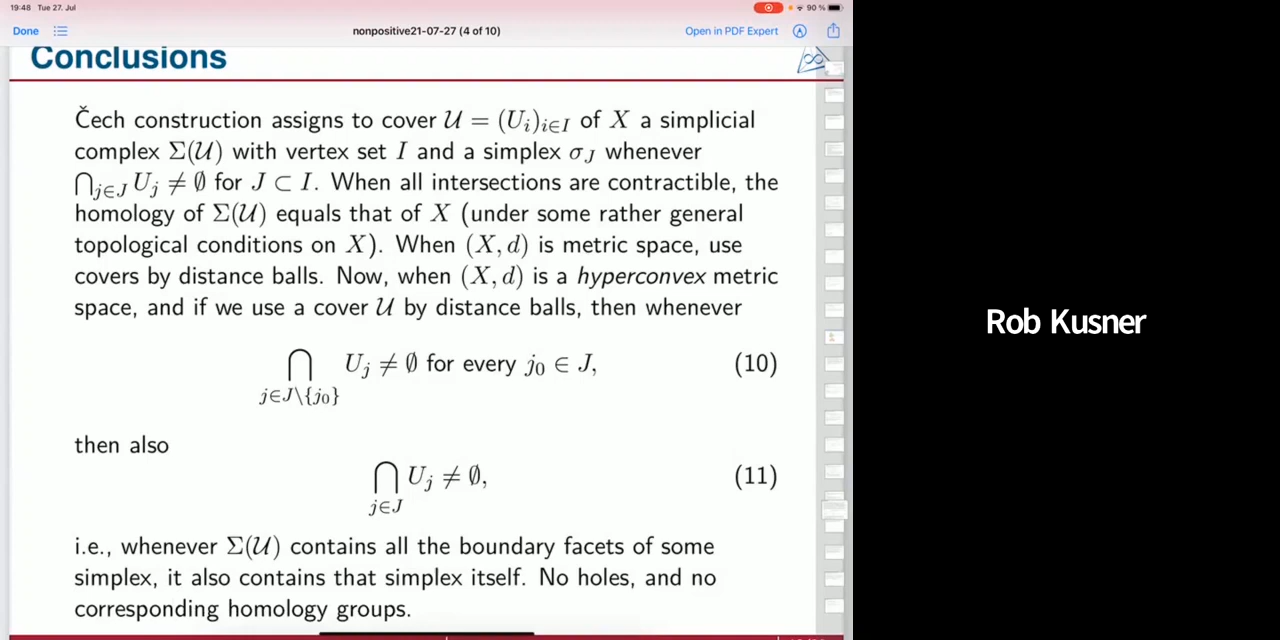 19:48 Tue 27. Jul
90 %
Done
nonpositive21-07-27 (4 of 10)
Open in PDF Expert
Conclusions
∞
Čech construction assigns to cover 𝒰 = (U_i)_{i∈I} of X a simplicial
complex Σ(𝒰) with vertex set I and a simplex σ_J whenever
⋂_{j∈J} U_j ≠ ∅ for J ⊂ I. When all intersections are contractible, the
homology of Σ(𝒰) equals that of X (under some rather general
topological conditions on X). When (X, d) is metric space, use
covers by distance balls. Now, when (X, d) is a hyperconvex metric
space, and if we use a cover 𝒰 by distance balls, then whenever
⋂_{j∈J\{j_0}} U_j ≠ ∅ for every j_0 ∈ J, (10)
then also
⋂_{j∈J} U_j ≠ ∅, (11)
i.e., whenever Σ(𝒰) contains all the boundary facets of some
simplex, it also contains that simplex itself. No holes, and no
corresponding homology groups.
Rob Kusner